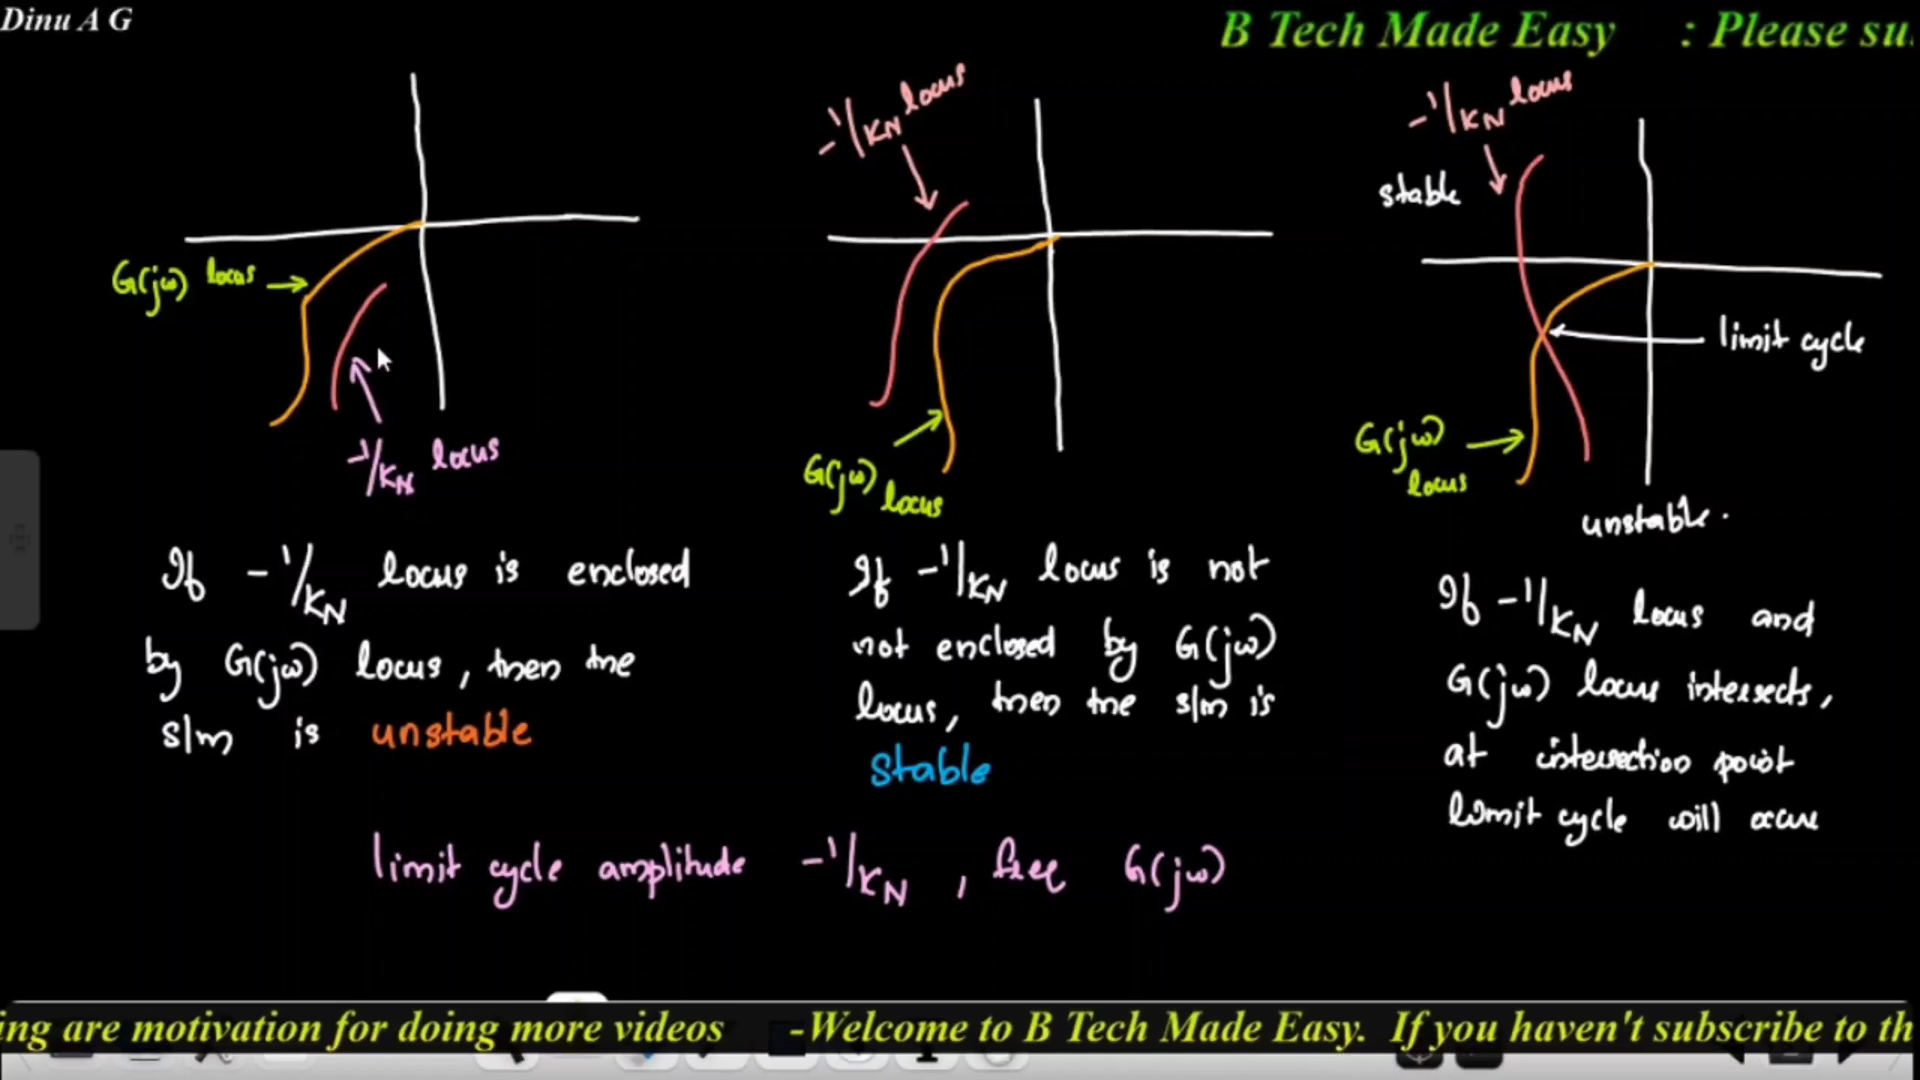 Dinu A G
B Tech Made Easy : Please su
G(jω) locus
-1/KN locus
If -1/KN locus is enclosed
by G(jω) locus, then the
s/m is unstable
-1/KN locus
G(jω) locus
If -1/KN locus is not
not enclosed by G(jω)
locus, then the s/m is
stable
-1/KN locus
stable
limit cycle
G(jω)
locus
unstable.
If -1/KN locus and
G(jω) locus intersects,
at intersection point
limit cycle will occur
limit cycle amplitude -1/KN, freq G(jω)
ing are motivation for doing more videos -Welcome to B Tech Made Easy. If you haven't subscribe to th